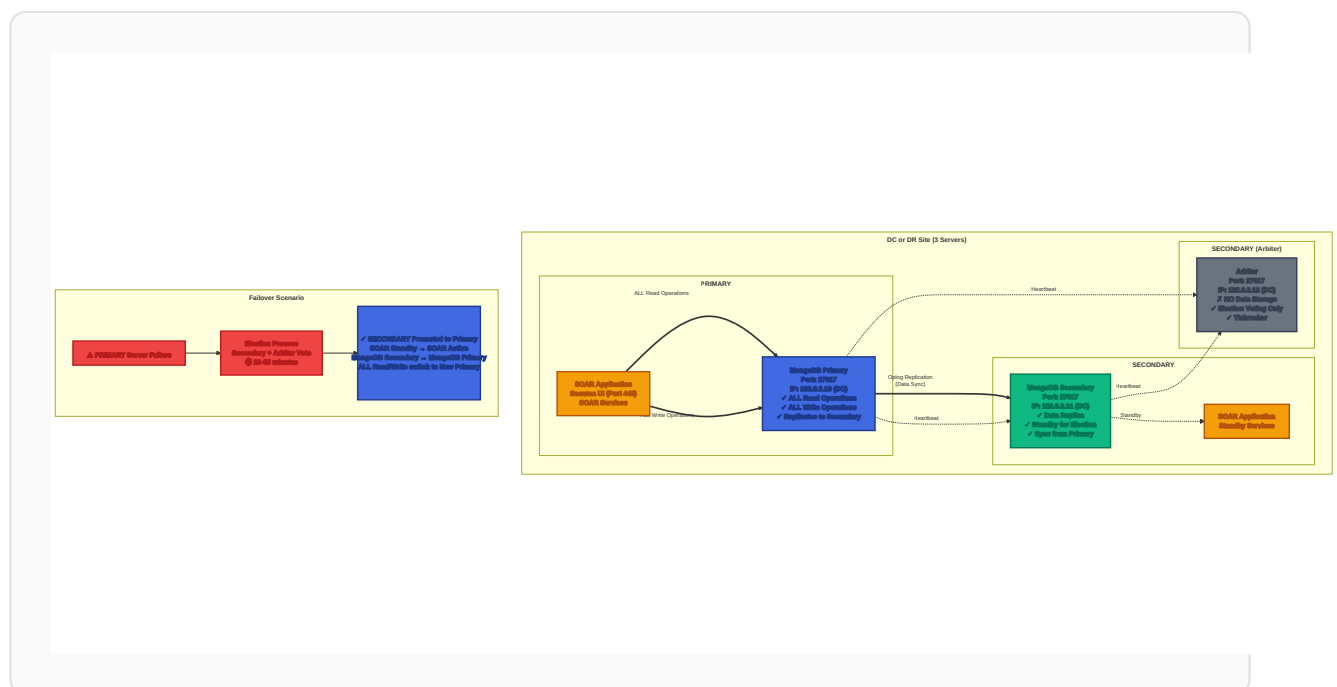 Failover Scenario
⚠ PRIMARY Server Failure
Election Process
Secondary + Arbiter Vote
✓ SECONDARY Promoted to Primary
SOAR Standby → SOAR Active
MongoDB Secondary → MongoDB Primary
ALL Read/Write switch to New Primary
DC or DR Site (3 Servers)
PRIMARY
ALL Read Operations
SOAR Application
Securaa UI (Port 443)
SOAR Services
Write Operations
MongoDB Primary
Port: 27017
(DC)
✓ ALL Read Operations
✓ ALL Write Operations
✓ Replicates to Secondary
Oplog Replication
(Data Sync)
Heartbeat
Heartbeat
SECONDARY (Arbiter)
Arbiter
Port: 27017
(DC)
✗ NO Data Storage
✓ Election Voting Only
✓ Tiebreaker
SECONDARY
MongoDB Secondary
Port: 27017
(DC)
✓ Data Replica
✓ Standby for Election
✓ Sync from Primary
Heartbeat
Standby
SOAR Application
Standby Services